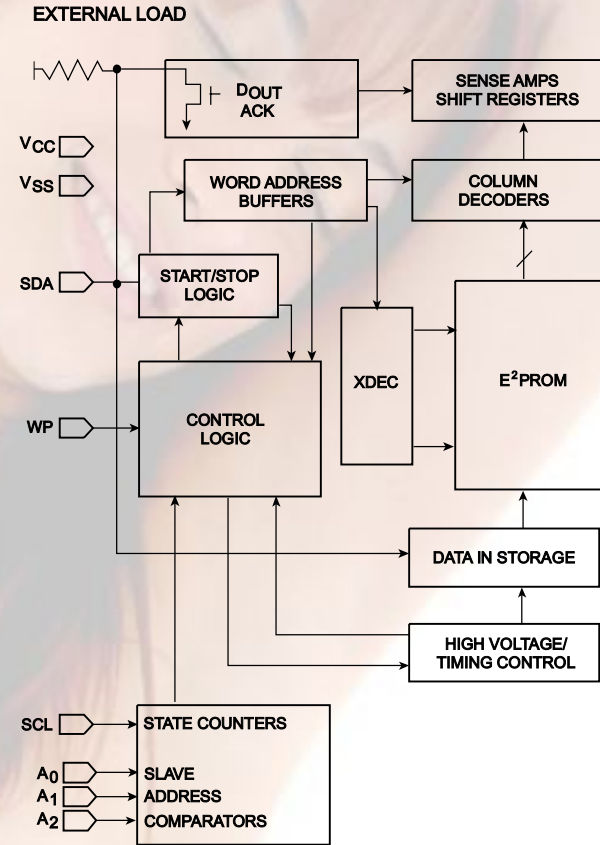 EXTERNAL LOAD
DOUT
ACK
SENSE AMPS
SHIFT REGISTERS
VCC
VSS
WORD ADDRESS
BUFFERS
COLUMN
DECODERS
SDA
START/STOP
LOGIC
XDEC
E²PROM
WP
CONTROL
LOGIC
DATA IN STORAGE
HIGH VOLTAGE/
TIMING CONTROL
SCL
STATE COUNTERS
A0
SLAVE
A1
ADDRESS
A2
COMPARATORS